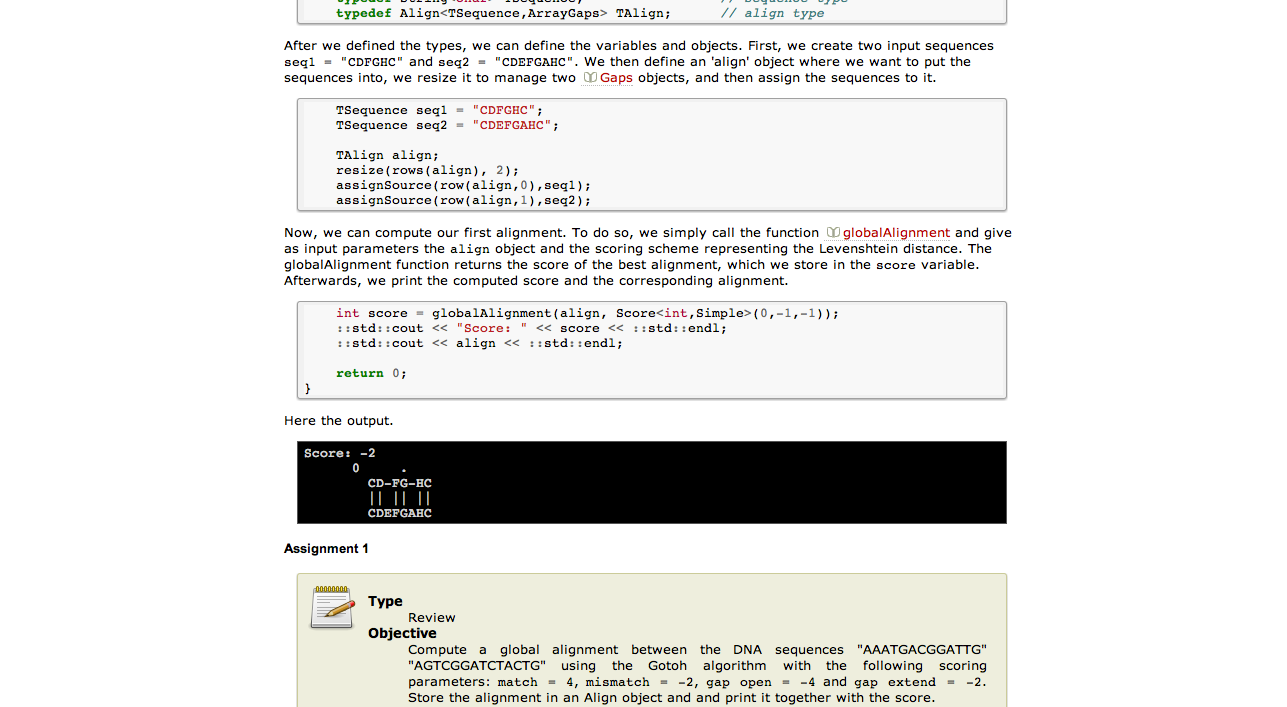 typedef String<char> TSequence; // sequence type
typedef Align<TSequence,ArrayGaps> TAlign; // align type
After we defined the types, we can define the variables and objects. First, we create two input sequences
seq1 = "CDFGHC" and seq2 = "CDEFGAHC". We then define an 'align' object where we want to put the
sequences into, we resize it to manage two Gaps objects, and then assign the sequences to it.
TSequence seq1 = "CDFGHC";
TSequence seq2 = "CDEFGAHC";
TAlign align;
resize(rows(align), 2);
assignSource(row(align,0),seq1);
assignSource(row(align,1),seq2);
Now, we can compute our first alignment. To do so, we simply call the function globalAlignment and give
as input parameters the align object and the scoring scheme representing the Levenshtein distance. The
globalAlignment function returns the score of the best alignment, which we store in the score variable.
Afterwards, we print the computed score and the corresponding alignment.
int score = globalAlignment(align, Score<int,Simple>(0,-1,-1));
::std::cout << "Score: " << score << ::std::endl;
::std::cout << align << ::std::endl;
return 0;
}
Here the output.
Score: -2
0 .
CD-FG-HC
|| || ||
CDEFGAHC
Assignment 1
Type
Review
Objective
Compute a global alignment between the DNA sequences "AAATGACGGATTG"
"AGTCGGATCTACTG" using the Gotoh algorithm with the following scoring
parameters: match = 4, mismatch = -2, gap open = -4 and gap extend = -2.
Store the alignment in an Align object and and print it together with the score.